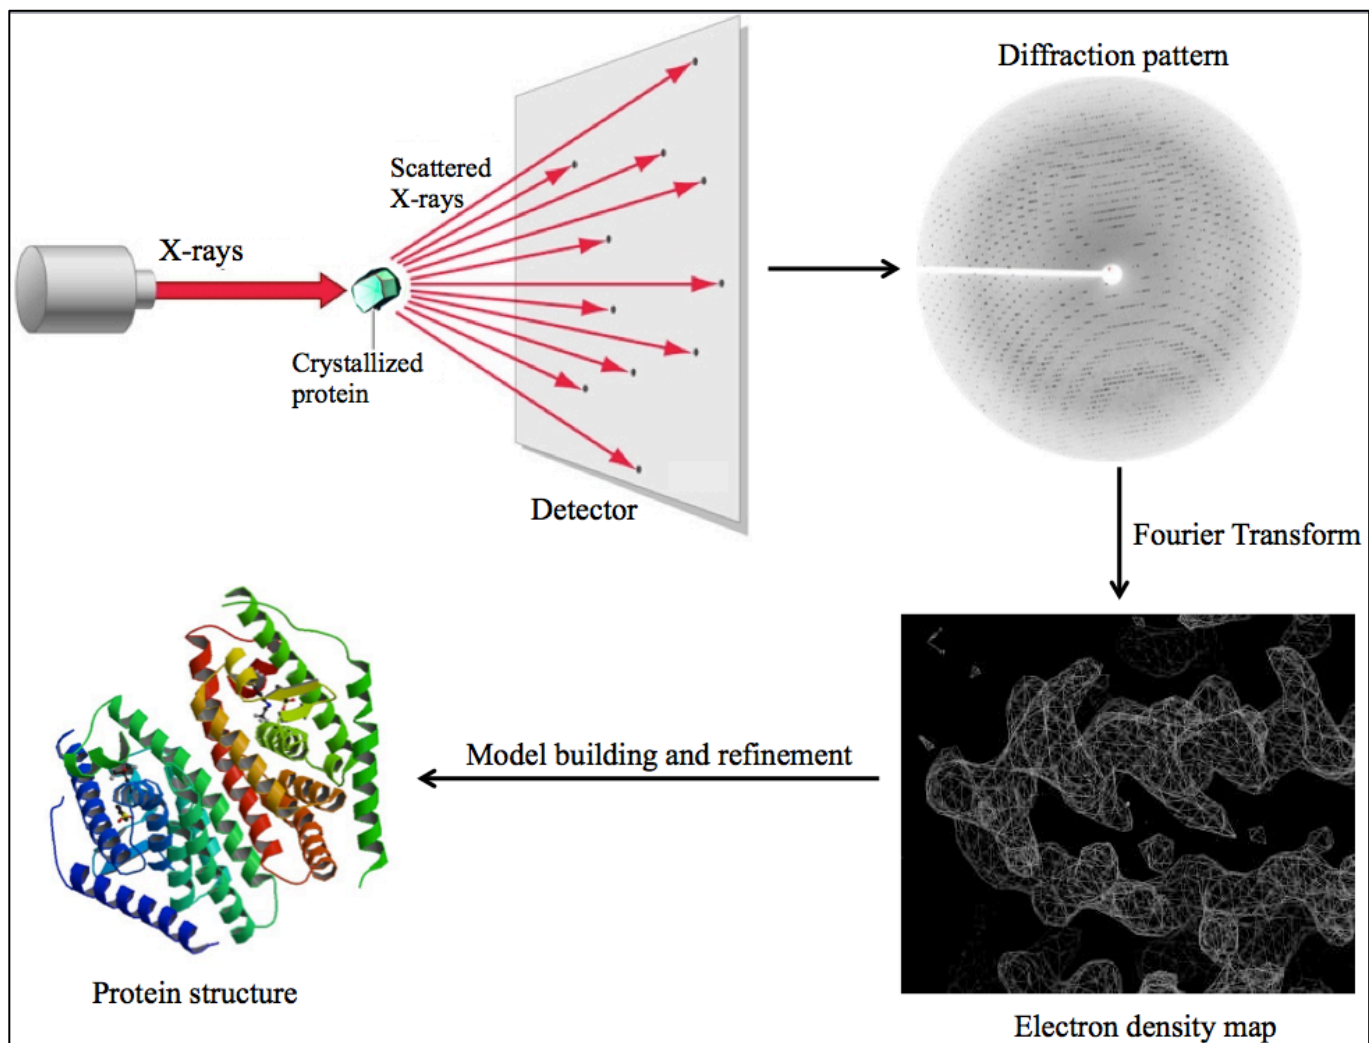 Diffraction pattern
Scattered
X-rays
X-rays
Crystallized
protein
Detector
Fourier Transform
Model building and refinement
Protein structure
Electron density map